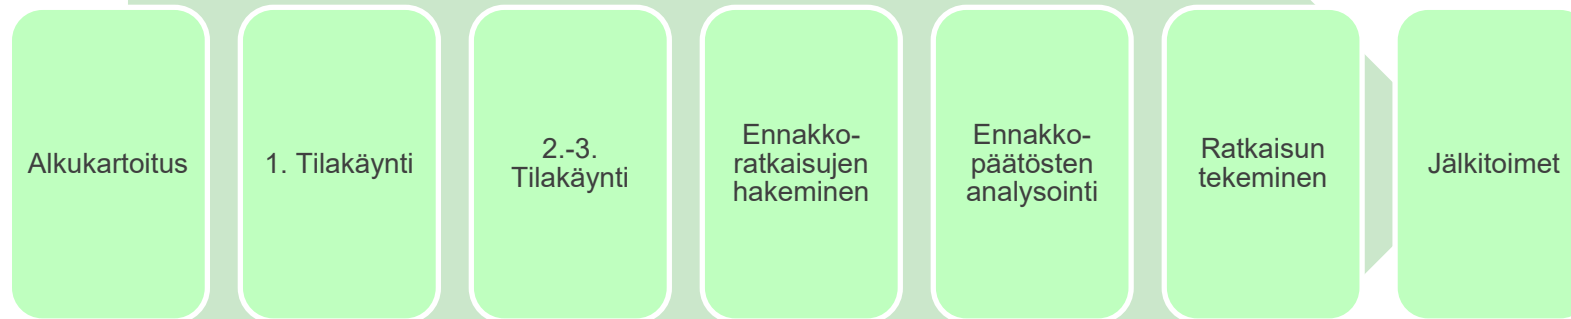 Alkukartoitus
1. Tilakäynti
2.-3.
Tilakäynti
Ennakko-
ratkaisujen
hakeminen
Ennakko-
päätösten
analysointi
Ratkaisun
tekeminen
Jälkitoimet